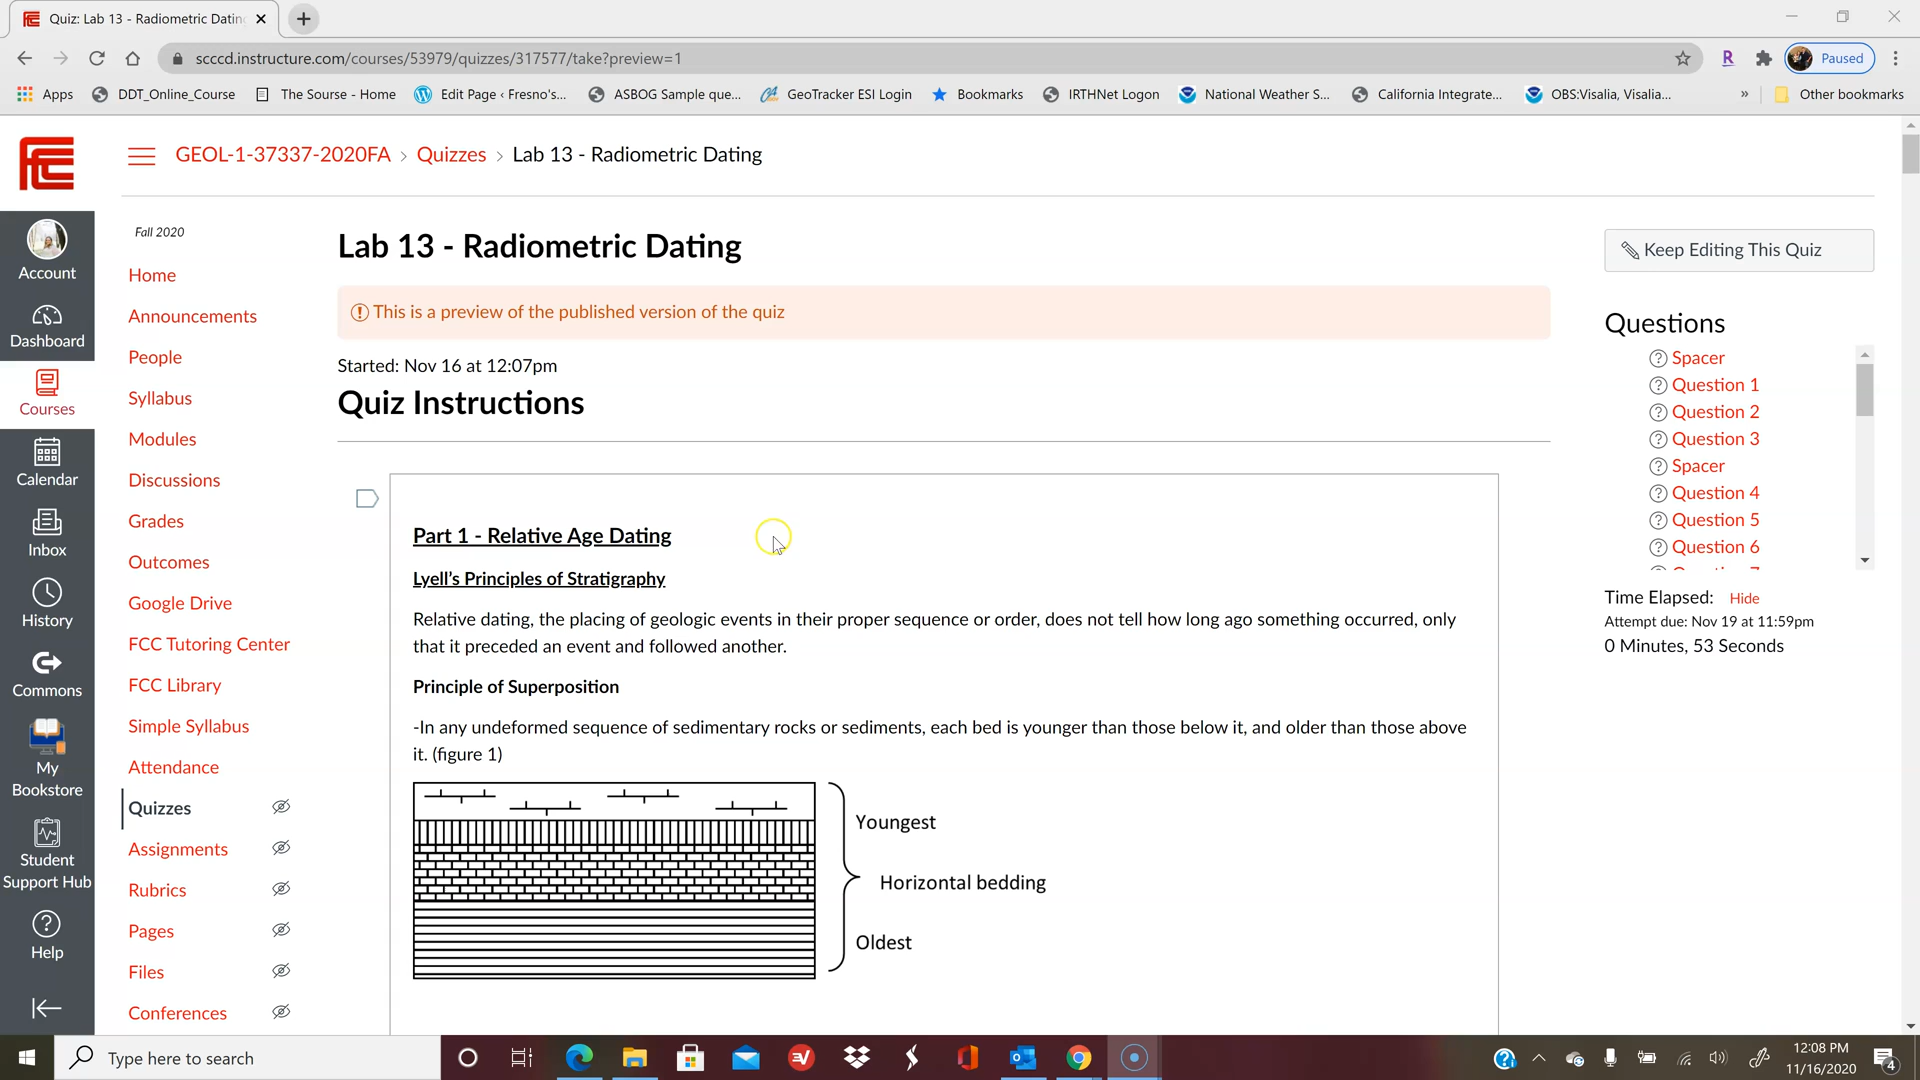 Quiz: Lab 13 - Radiometric Datin
scccd.instructure.com/courses/53979/quizzes/317577/take?preview=1
R
Paused
Apps
DDT_Online_Course
The Sourse - Home
Edit Page ‹ Fresno's...
ASBOG Sample que...
GeoTracker ESI Login
Bookmarks
IRTHNet Logon
National Weather S...
California Integrate...
OBS:Visalia, Visalia...
»
Other bookmarks
FCC
GEOL-1-37337-2020FA › Quizzes › Lab 13 - Radiometric Dating
Account
Dashboard
Courses
Calendar
Inbox
History
Commons
My
Bookstore
Student
Support Hub
Help
Fall 2020
Home
Announcements
People
Syllabus
Modules
Discussions
Grades
Outcomes
Google Drive
FCC Tutoring Center
FCC Library
Simple Syllabus
Attendance
Quizzes
Assignments
Rubrics
Pages
Files
Conferences
Lab 13 - Radiometric Dating
This is a preview of the published version of the quiz
Started: Nov 16 at 12:07pm
Quiz Instructions
Part 1 - Relative Age Dating
Lyell's Principles of Stratigraphy
Relative dating, the placing of geologic events in their proper sequence or order, does not tell how long ago something occurred, only
that it preceded an event and followed another.
Principle of Superposition
-In any undeformed sequence of sedimentary rocks or sediments, each bed is younger than those below it, and older than those above
it. (figure 1)
Youngest
Horizontal bedding
Oldest
Keep Editing This Quiz
Questions
Spacer
Question 1
Question 2
Question 3
Spacer
Question 4
Question 5
Question 6
Time Elapsed: Hide
Attempt due: Nov 19 at 11:59pm
0 Minutes, 53 Seconds
Type here to search
12:08 PM
11/16/2020
4